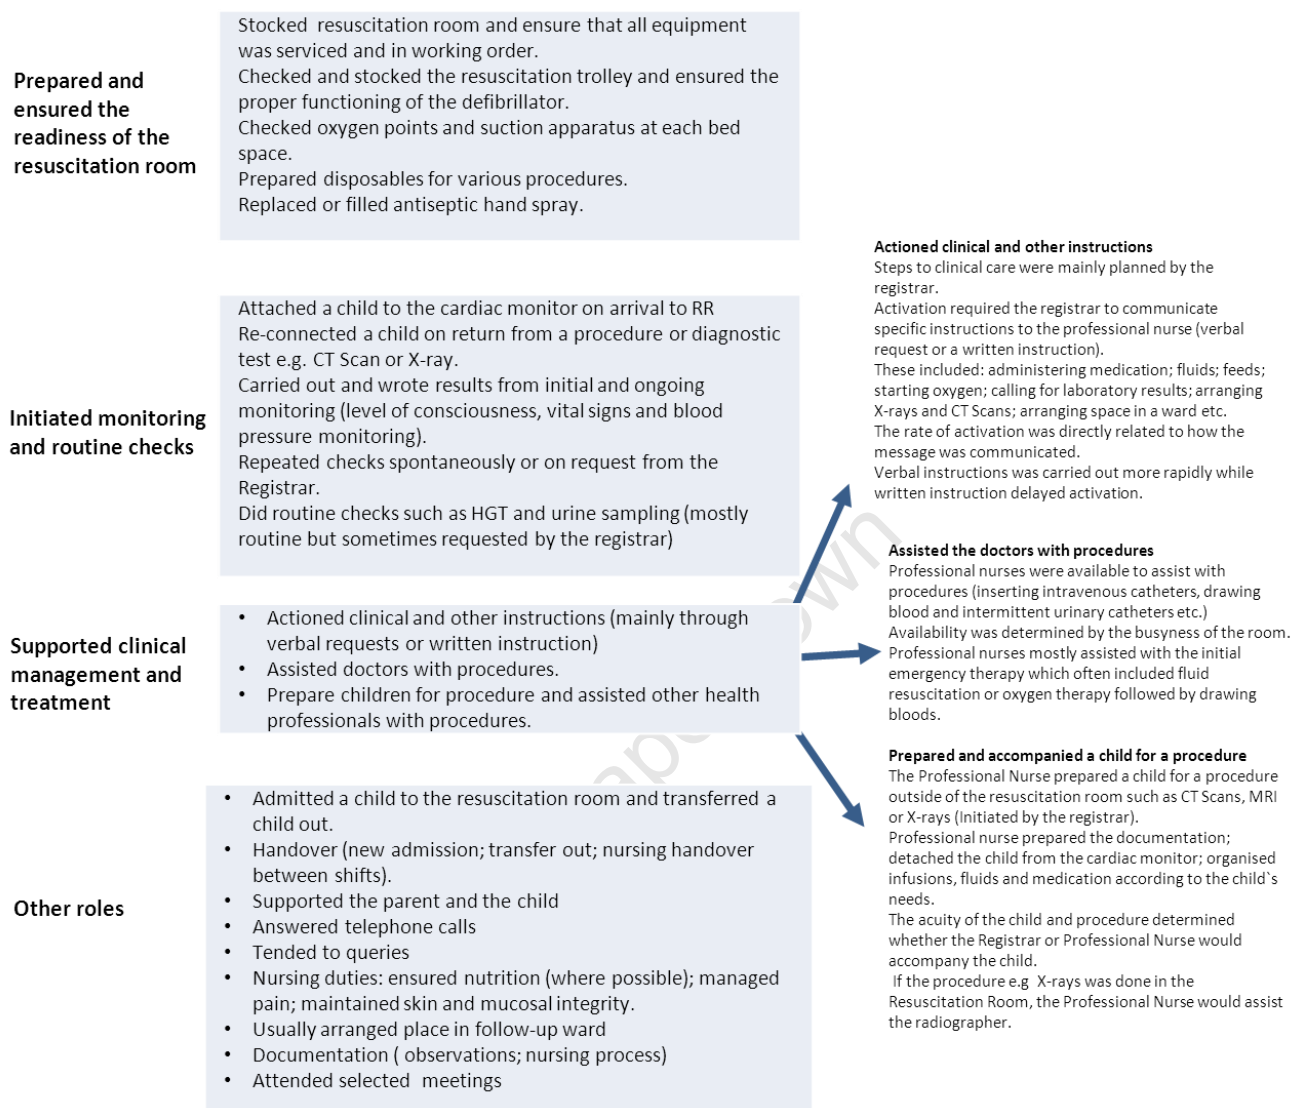 Prepared and
ensured the
readiness of the
resuscitation room
Stocked  resuscitation room and ensure that all equipment
was serviced and in working order.
Checked and stocked the resuscitation trolley and ensured the
proper functioning of the defibrillator.
Checked oxygen points and suction apparatus at each bed
space.
Prepared disposables for various procedures.
Replaced or filled antiseptic hand spray.
Initiated monitoring
and routine checks
Attached a child to the cardiac monitor on arrival to RR
Re-connected a child on return from a procedure or diagnostic
test e.g. CT Scan or X-ray.
Carried out and wrote results from initial and ongoing
monitoring (level of consciousness, vital signs and blood
pressure monitoring).
Repeated checks spontaneously or on request from the
Registrar.
Did routine checks such as HGT and urine sampling (mostly
routine but sometimes requested by the registrar)
Supported clinical
management and
treatment
• Actioned clinical and other instructions (mainly through
verbal requests or written instruction)
• Assisted doctors with procedures.
• Prepare children for procedure and assisted other health
professionals with procedures.
Other roles
• Admitted a child to the resuscitation room and transferred a
child out.
• Handover (new admission; transfer out; nursing handover
between shifts).
• Supported the parent and the child
• Answered telephone calls
• Tended to queries
• Nursing duties: ensured nutrition (where possible); managed
pain; maintained skin and mucosal integrity.
• Usually arranged place in follow-up ward
• Documentation ( observations; nursing process)
• Attended selected  meetings
Actioned clinical and other instructions
Steps to clinical care were mainly planned by the
registrar.
Activation required the registrar to communicate
specific instructions to the professional nurse (verbal
request or a written instruction).
These included: administering medication; fluids; feeds;
starting oxygen; calling for laboratory results; arranging
X-rays and CT Scans; arranging space in a ward etc.
The rate of activation was directly related to how the
message was communicated.
Verbal instructions was carried out more rapidly while
written instruction delayed activation.
Assisted the doctors with procedures
Professional nurses were available to assist with
procedures (inserting intravenous catheters, drawing
blood and intermittent urinary catheters etc.)
Availability was determined by the busyness of the room.
Professional nurses mostly assisted with the initial
emergency therapy which often included fluid
resuscitation or oxygen therapy followed by drawing
bloods.
Prepared and accompanied a child for a procedure
The Professional Nurse prepared a child for a procedure
outside of the resuscitation room such as CT Scans, MRI
or X-rays (Initiated by the registrar).
Professional nurse prepared the documentation;
detached the child from the cardiac monitor; organised
infusions, fluids and medication according to the child`s
needs.
The acuity of the child and procedure determined
whether the Registrar or Professional Nurse would
accompany the child.
If the procedure e.g  X-rays was done in the
Resuscitation Room, the Professional Nurse would assist
the radiographer.